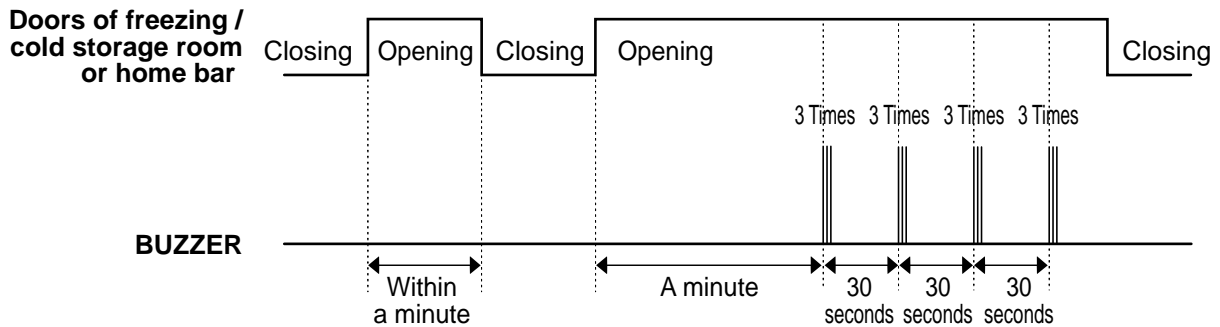 Doors of freezing /
cold storage room
or home bar
Closing Opening Closing Opening Closing
3 Times 3 Times 3 Times 3 Times
BUZZER
Within
a minute
A minute
30
seconds
30
seconds
30
seconds